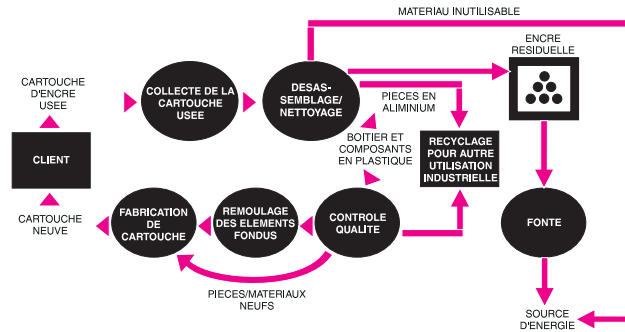 MATERIAU INUTILISABLE
ENCRE
RESIDUELLE
CARTOUCHE
D'ENCRE
USEE
COLLECTE DE LA
CARTOUCHE
USEE
DESAS-
SEMBLAGE/
NETTOYAGE
PIECES EN
ALIMINIUM
BOITIER ET
COMPOSANTS
EN PLASTIQUE
RECYCLAGE
POUR AUTRE
UTILISATION
INDUSTRIELLE
CLIENT
CARTOUCHE
NEUVE
FABRICATION
DE
CARTOUCHE
REMOULAGE
DES ELEMENTS
FONDUS
CONTROLE
QUALITE
FONTE
PIECES/MATERIAUX
NEUFS
SOURCE
D'ENERGIE